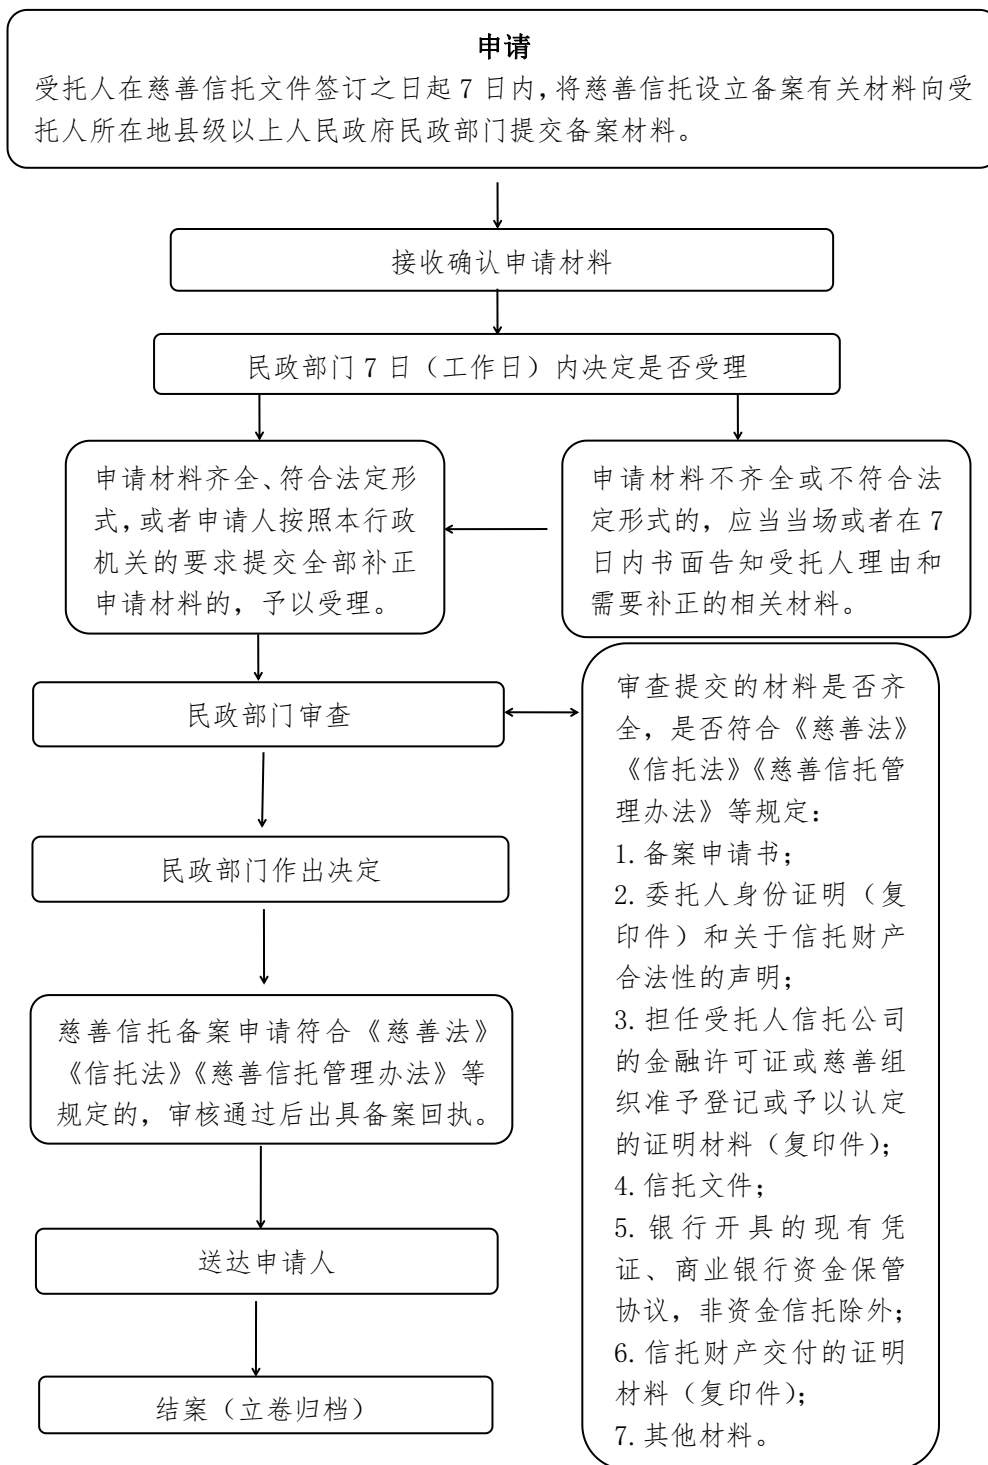 申请
受托人在慈善信托文件签订之日起 7 日内，将慈善信托设立备案有关材料向受
托人所在地县级以上人民政府民政部门提交备案材料。
接收确认申请材料
民政部门 7 日（工作日）内决定是否受理
申请材料齐全、符合法定形
式，或者申请人按照本行政
机关的要求提交全部补正
申请材料的，予以受理。
申请材料不齐全或不符合法
定形式的，应当当场或者在 7
日内书面告知受托人理由和
需要补正的相关材料。
民政部门审查
审查提交的材料是否齐
全，是否符合《慈善法》
《信托法》《慈善信托管
理办法》等规定：
1. 备案申请书；
2. 委托人身份证明（复
印件）和关于信托财产
合法性的声明；
3. 担任受托人信托公司
的金融许可证或慈善组
织准予登记或予以认定
的证明材料（复印件）；
4. 信托文件；
5. 银行开具的现有凭
证、商业银行资金保管
协议，非资金信托除外；
6. 信托财产交付的证明
材料（复印件）；
7. 其他材料。
民政部门作出决定
慈善信托备案申请符合《慈善法》
《信托法》《慈善信托管理办法》等
规定的，审核通过后出具备案回执。
送达申请人
结案（立卷归档）